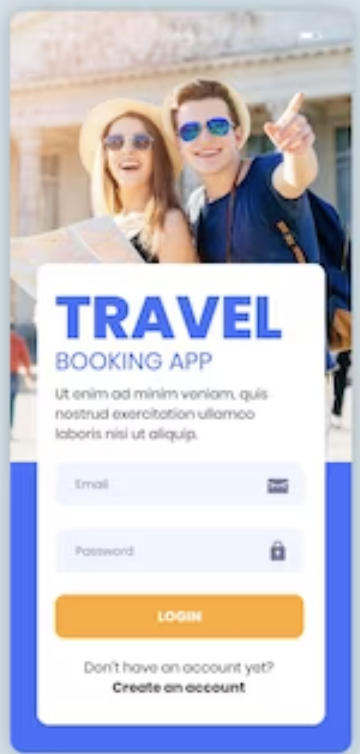 TRAVEL
BOOKING APP
Ut enim ad minim veniam, quis
nostrud exercitation ullamco
laboris nisi ut aliquip.
Email
Password
LOGIN
Don't have an account yet?
Create an account